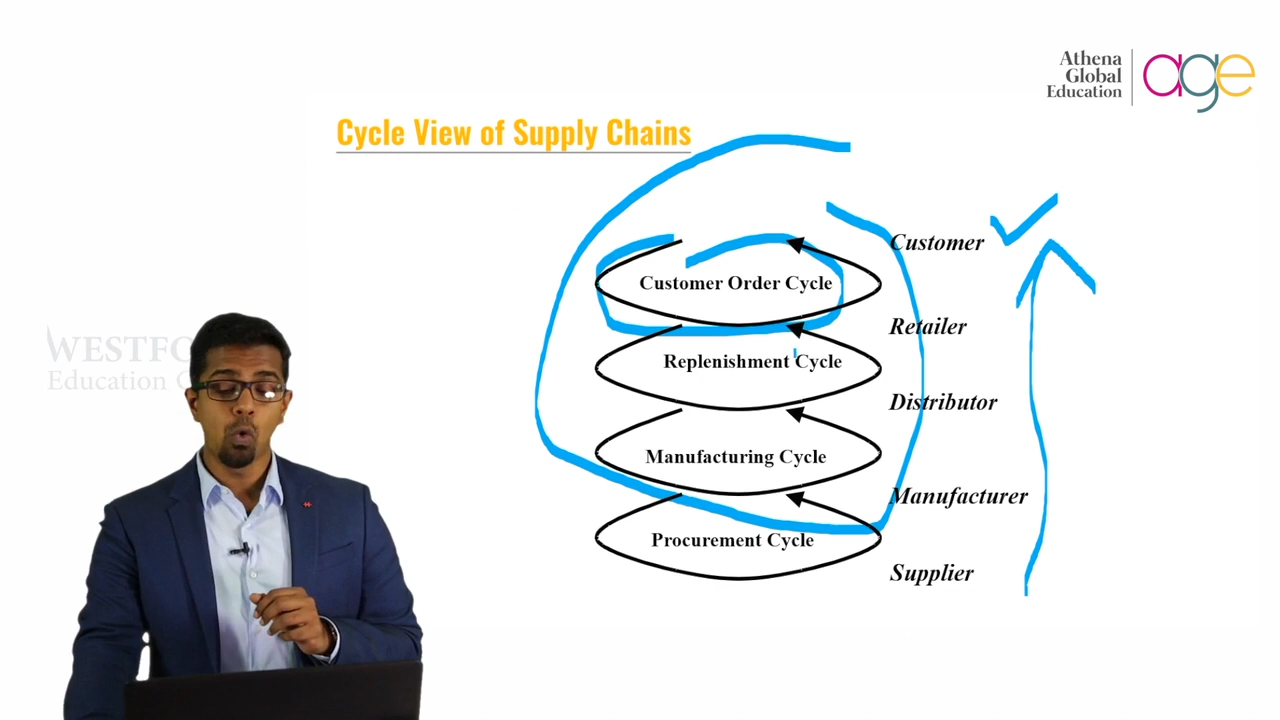 Athena
Global
Education
age
Cycle View of Supply Chains
Customer
Customer Order Cycle
Retailer
Replenishment Cycle
Distributor
Manufacturing Cycle
Manufacturer
Procurement Cycle
Supplier
Education